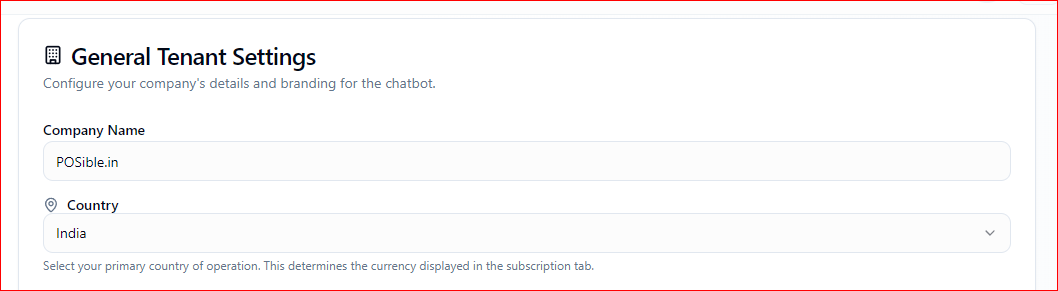 General Tenant Settings
Configure your company's details and branding for the chatbot.
Company Name
POSible.in
Country
India
Select your primary country of operation. This determines the currency displayed in the subscription tab.